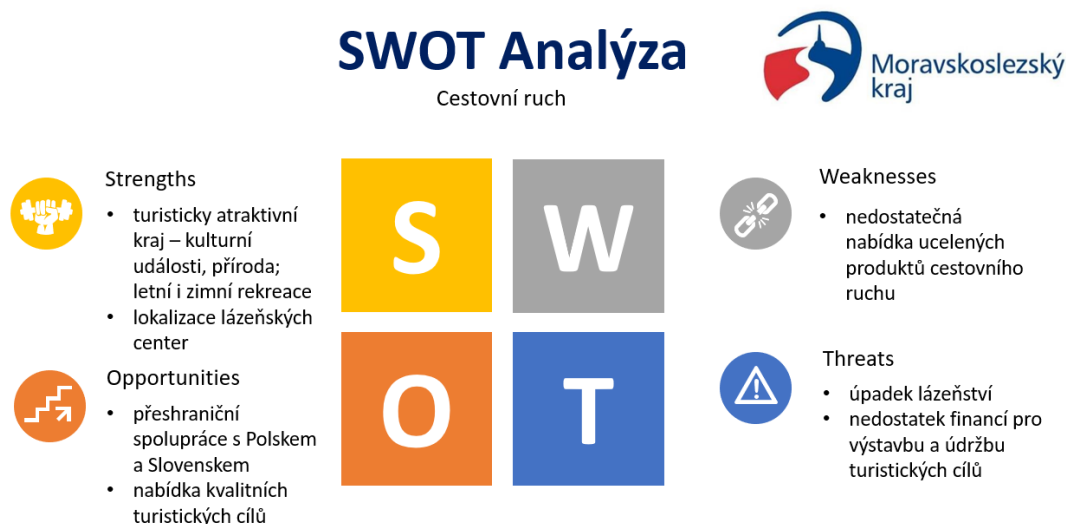 SWOT Analýza
Cestovní ruch
Moravskoslezský
kraj
Strengths
• turisticky atraktivní
kraj – kulturní
události, příroda;
letní i zimní rekreace
• lokalizace lázeňských
center
S
W
Weaknesses
• nedostatečná
nabídka ucelených
produktů cestovního
ruchu
Opportunities
• přeshraniční
spolupráce s Polskem
a Slovenskem
• nabídka kvalitních
turistických cílů
O
T
Threats
• úpadek lázeňství
• nedostatek financí pro
výstavbu a údržbu
turistických cílů